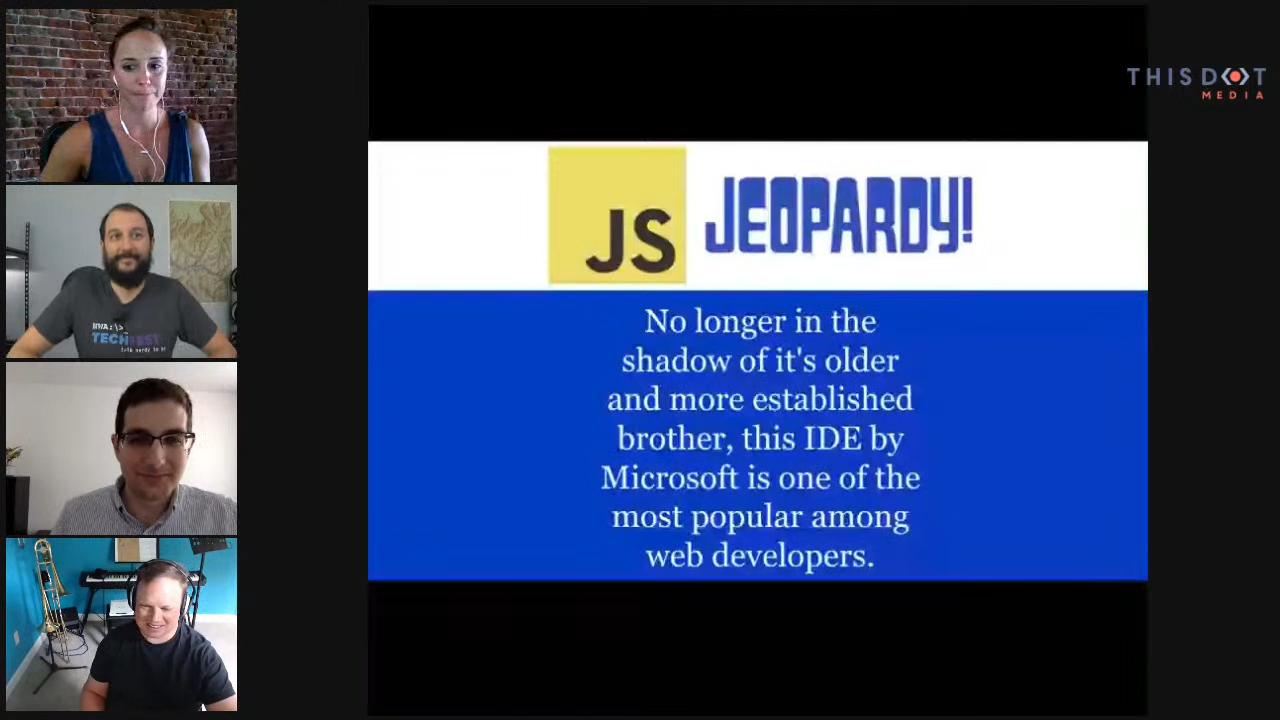 THIS DOT
MEDIA
JS
JEOPARDY!
No longer in the
shadow of it's older
and more established
brother, this IDE by
Microsoft is one of the
most popular among
web developers.
TECH